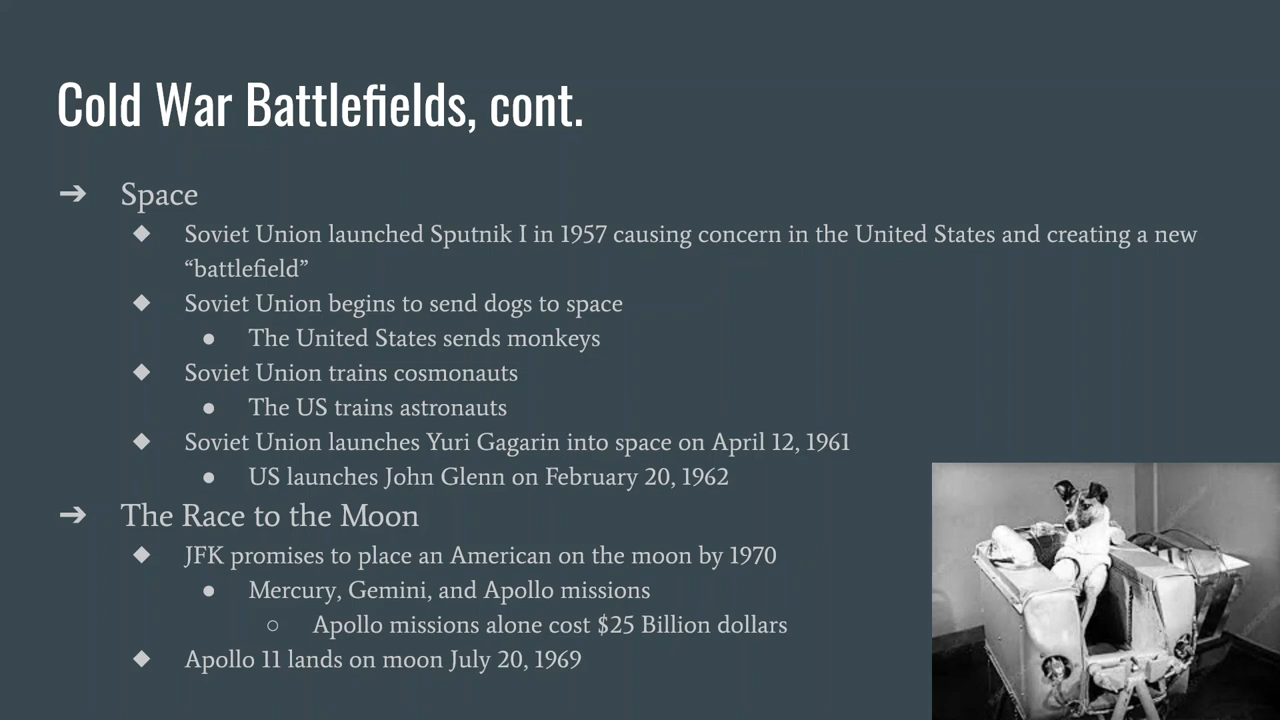 Cold War Battlefields, cont.
➔ Space
◆ Soviet Union launched Sputnik I in 1957 causing concern in the United States and creating a new
“battlefield”
◆ Soviet Union begins to send dogs to space
● The United States sends monkeys
◆ Soviet Union trains cosmonauts
● The US trains astronauts
◆ Soviet Union launches Yuri Gagarin into space on April 12, 1961
● US launches John Glenn on February 20, 1962
➔ The Race to the Moon
◆ JFK promises to place an American on the moon by 1970
● Mercury, Gemini, and Apollo missions
○ Apollo missions alone cost $25 Billion dollars
◆ Apollo 11 lands on moon July 20, 1969